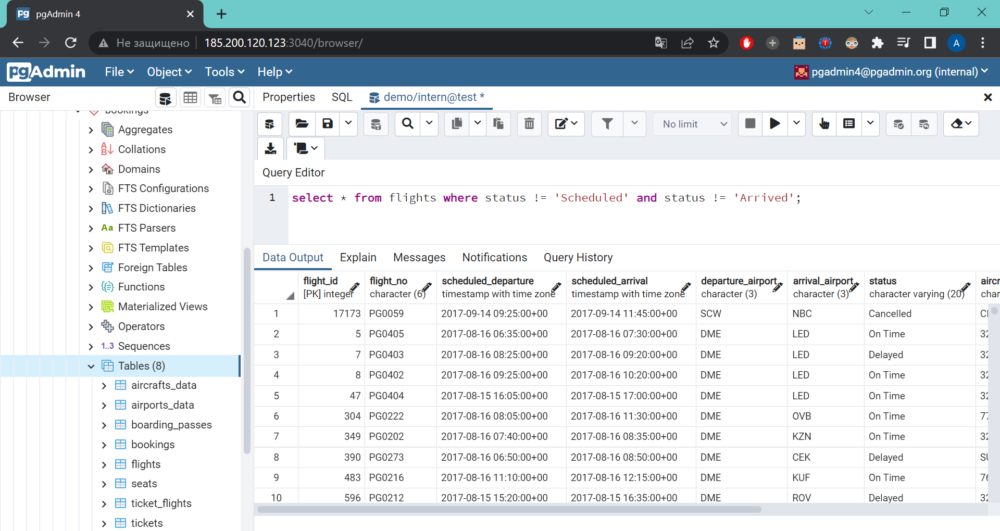 pgAdmin 4
Не защищено
185.200.120.123:3040/browser/
A
pgAdmin
File
Object
Tools
Help
pgadmin4@pgadmin.org (internal)
Browser
Properties
SQL
demo/intern@test *
bookings
Aggregates
Collations
Domains
FTS Configurations
FTS Dictionaries
Aa FTS Parsers
FTS Templates
Foreign Tables
Functions
Materialized Views
Operators
1..3 Sequences
Tables (8)
aircrafts_data
airports_data
boarding_passes
bookings
flights
seats
ticket_flights
tickets
No limit
Query Editor
1 select * from flights where status != 'Scheduled' and status != 'Arrived';
Data Output Explain Messages Notifications Query History
flight_id flight_no scheduled_departure scheduled_arrival departure_airport arrival_airport status
[PK] integer character (6) timestamp with time zone timestamp with time zone character (3) character (3) character varying (20)
1 17173 PG0059 2017-09-14 09:25:00+00 2017-09-14 11:45:00+00 SCW NBC Cancelled
2 5 PG0405 2017-08-16 06:35:00+00 2017-08-16 07:30:00+00 DME LED On Time
3 7 PG0403 2017-08-16 08:25:00+00 2017-08-16 09:20:00+00 DME LED Delayed
4 8 PG0402 2017-08-16 09:25:00+00 2017-08-16 10:20:00+00 DME LED On Time
5 47 PG0404 2017-08-15 16:05:00+00 2017-08-15 17:00:00+00 DME LED On Time
6 304 PG0222 2017-08-16 08:05:00+00 2017-08-16 11:30:00+00 DME OVB On Time
7 349 PG0202 2017-08-16 07:40:00+00 2017-08-16 08:35:00+00 DME KZN On Time
8 390 PG0273 2017-08-16 06:50:00+00 2017-08-16 08:50:00+00 DME CEK Delayed
9 483 PG0216 2017-08-16 11:10:00+00 2017-08-16 12:15:00+00 DME KUF On Time
10 596 PG0212 2017-08-15 15:20:00+00 2017-08-15 16:35:00+00 DME ROV Delayed